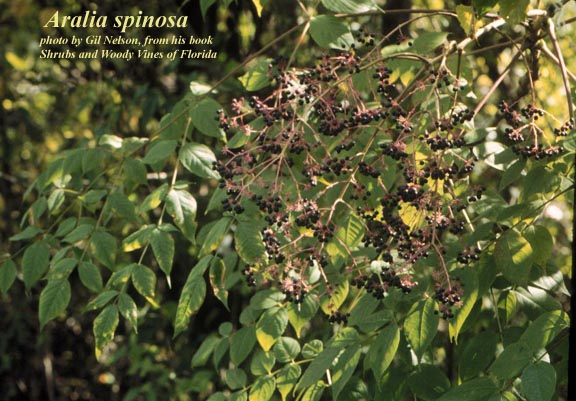 Aralia spinosa
photo by Gil Nelson, from his book
Shrubs and Woody Vines of Florida